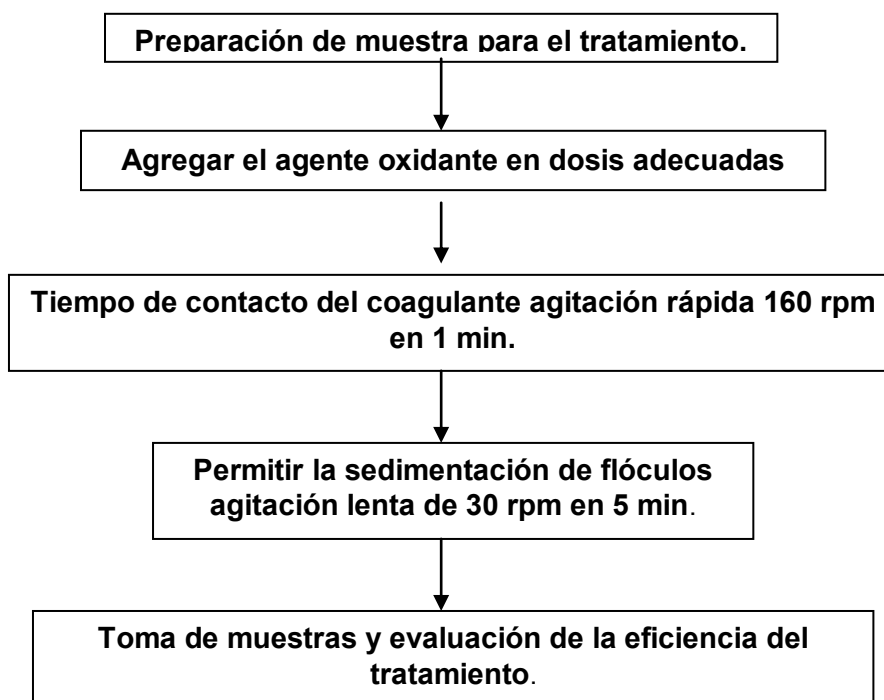 Preparación de muestra para el tratamiento.
Agregar el agente oxidante en dosis adecuadas
Tiempo de contacto del coagulante agitación rápida 160 rpm
en 1 min.
Permitir la sedimentación de flóculos
agitación lenta de 30 rpm en 5 min.
Toma de muestras y evaluación de la eficiencia del
tratamiento.